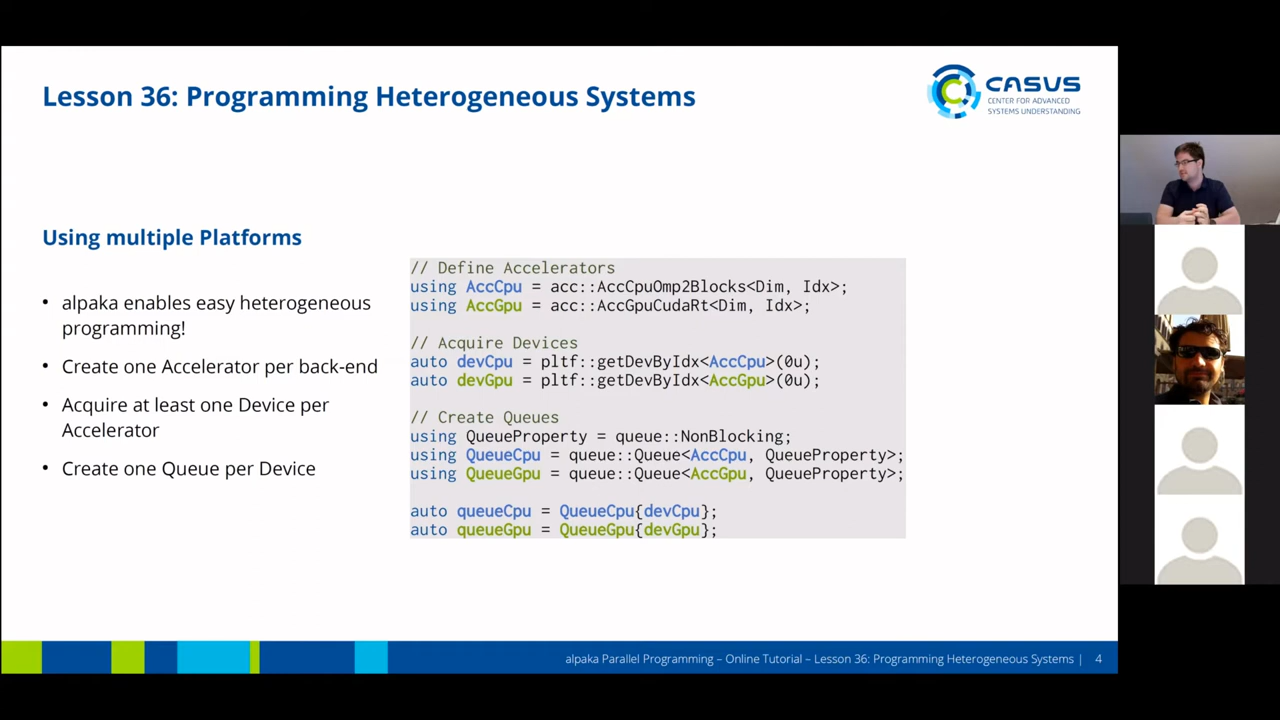 Lesson 36: Programming Heterogeneous Systems
CASUS
CENTER FOR ADVANCED
SYSTEMS UNDERSTANDING
Using multiple Platforms
• alpaka enables easy heterogeneous
programming!
• Create one Accelerator per back-end
• Acquire at least one Device per
Accelerator
• Create one Queue per Device
// Define Accelerators
using AccCpu = acc::AccCpuOmp2Blocks<Dim, Idx>;
using AccGpu = acc::AccGpuCudaRt<Dim, Idx>;
// Acquire Devices
auto devCpu = pltf::getDevByIdx<AccCpu>(0u);
auto devGpu = pltf::getDevByIdx<AccGpu>(0u);
// Create Queues
using QueueProperty = queue::NonBlocking;
using QueueCpu = queue::Queue<AccCpu, QueueProperty>;
using QueueGpu = queue::Queue<AccGpu, QueueProperty>;
auto queueCpu = QueueCpu{devCpu};
auto queueGpu = QueueGpu{devGpu};
alpaka Parallel Programming – Online Tutorial – Lesson 36: Programming Heterogeneous Systems | 4